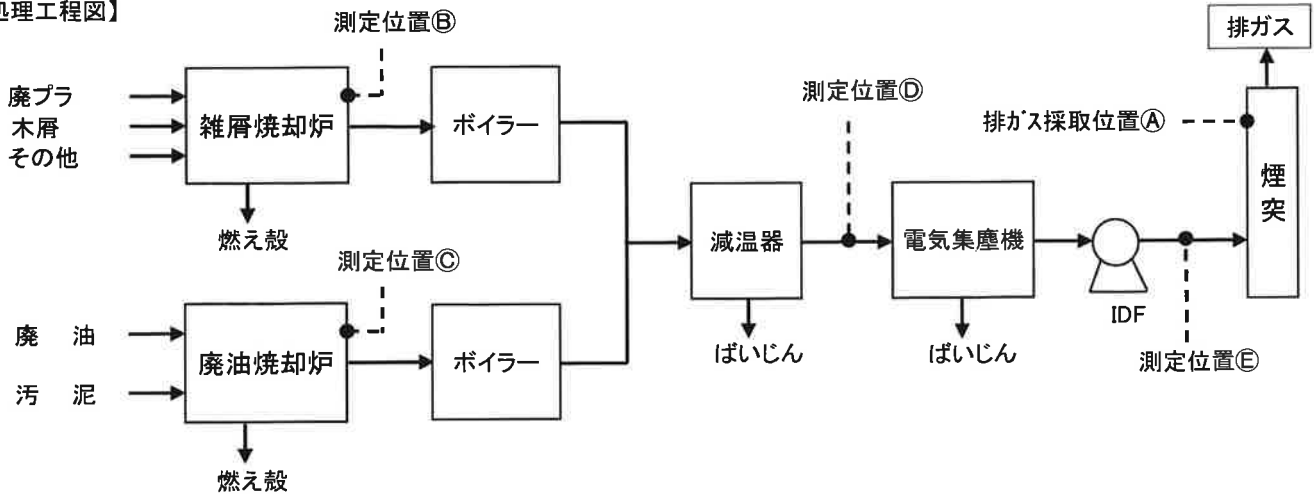 処理工程図】
測定位置Ⓑ
廃プラ
木屑
その他
雑屑焼却炉
ボイラー
燃え殻
測定位置Ⓒ
廃　油
汚　泥
廃油焼却炉
ボイラー
燃え殻
減温器
ばいじん
測定位置Ⓓ
電気集塵機
ばいじん
IDF
測定位置Ⓔ
排ｶﾞｽ採取位置Ⓐ
煙突
排ガス